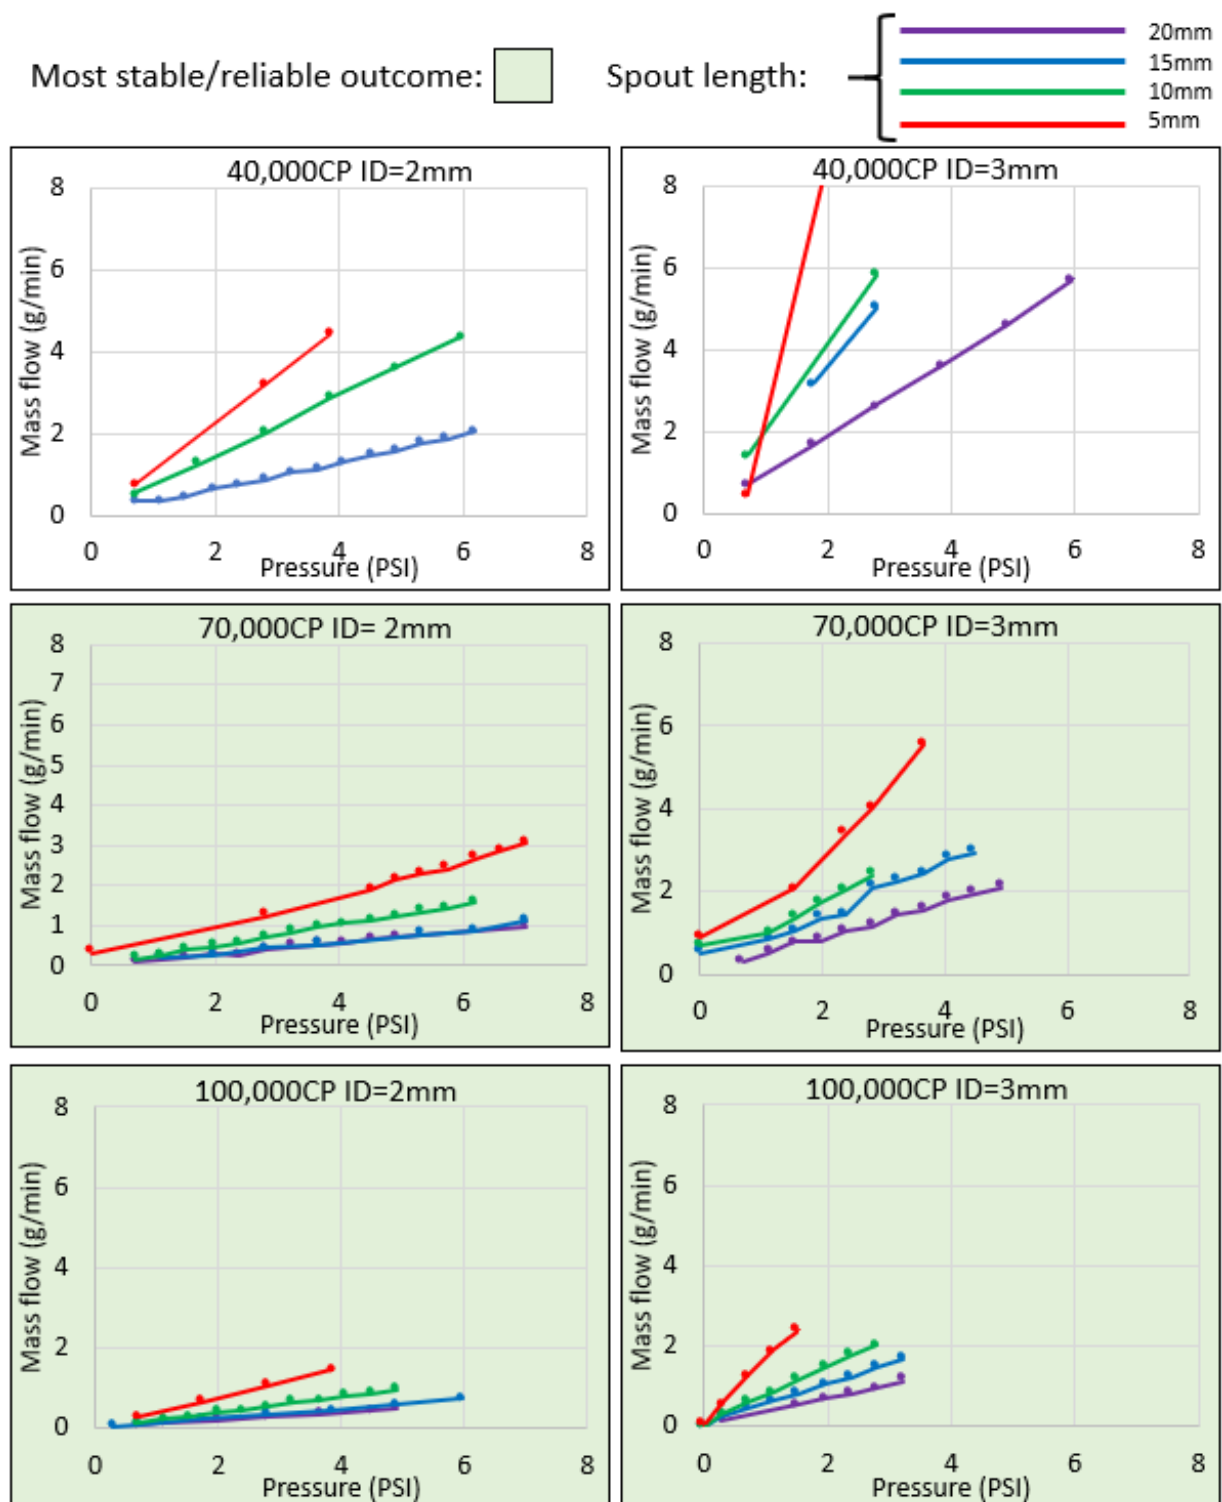 20mm
15mm
Most stable/reliable outcome: Spout length:
10mm
5mm
40,000CP ID=2mm
8
6
4
2
0
Mass flow (g/min)
0 2 4 6 8
Pressure (PSI)
40,000CP ID=3mm
8
6
4
2
0
Mass flow (g/min)
0 2 4 6 8
Pressure (PSI)
70,000CP ID= 2mm
8
7
6
5
4
3
2
1
0
Mass flow (g/min)
0 2 4 6 8
Pressure (PSI)
70,000CP ID=3mm
8
6
4
2
0
Mass flow (g/min)
0 2 4 6 8
Pressure (PSI)
100,000CP ID=2mm
8
6
4
2
0
Mass flow (g/min)
0 2 4 6 8
Pressure (PSI)
100,000CP ID=3mm
8
6
4
2
0
Mass flow (g/min)
0 2 4 6 8
Pressure (PSI)